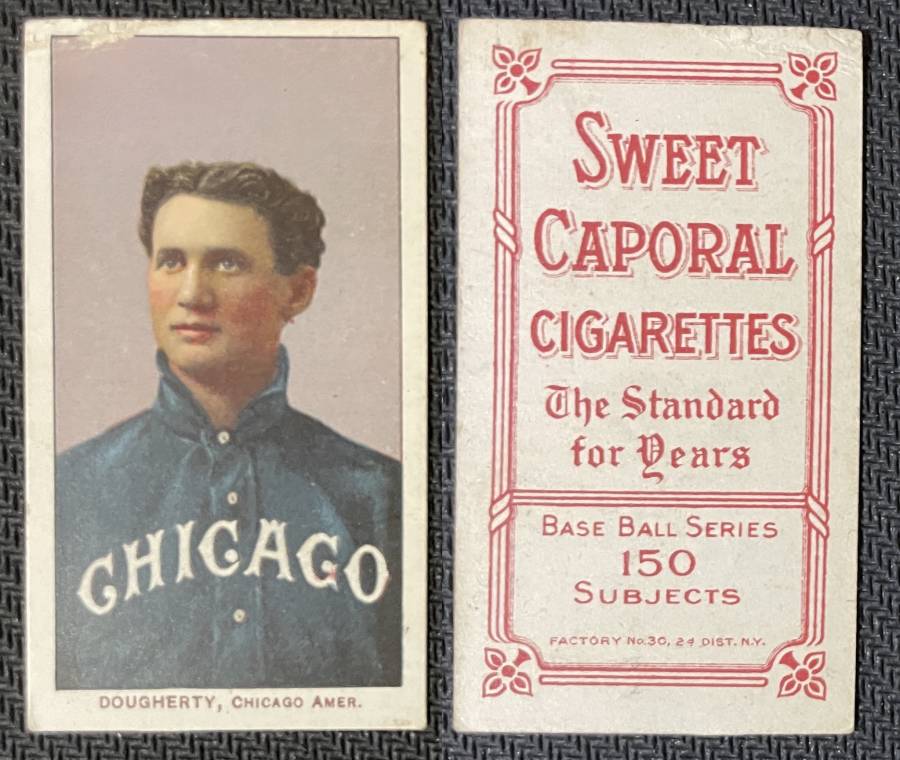 CHICAGO
DOUGHERTY, CHICAGO AMER.
SWEET
CAPORAL
CIGARETTES
The Standard
for Years
BASE BALL SERIES
150
SUBJECTS
FACTORY No. 30, 24 DIST. N.Y.